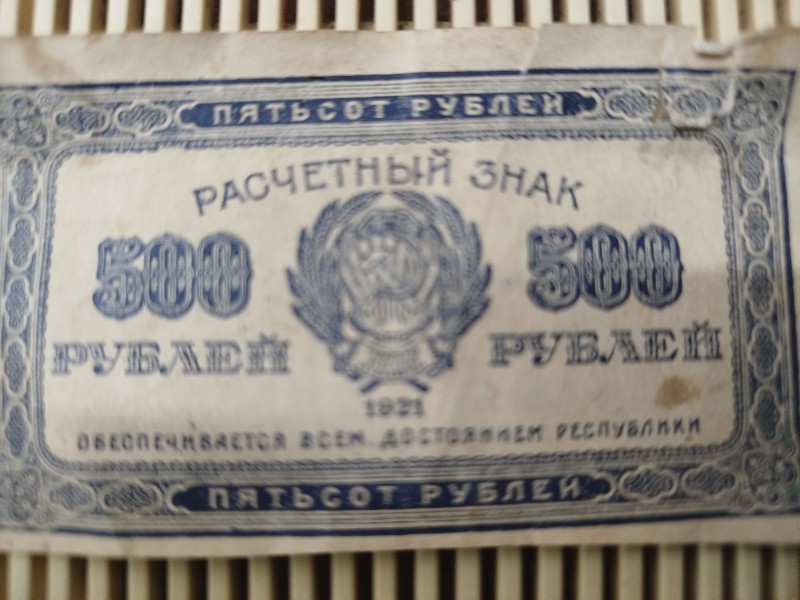 ПЯТЬСОТ РУБЛЕЙ
РАСЧЕТНЫЙ ЗНАК
500 500
РУБЛЕЙ РУБЛЕЙ
1921
ОБЕСПЕЧИВАЕТСЯ ВСЕМ ДОСТОЯНИЕМ РЕСПУБЛИКИ
ПЯТЬСОТ РУБЛЕЙ